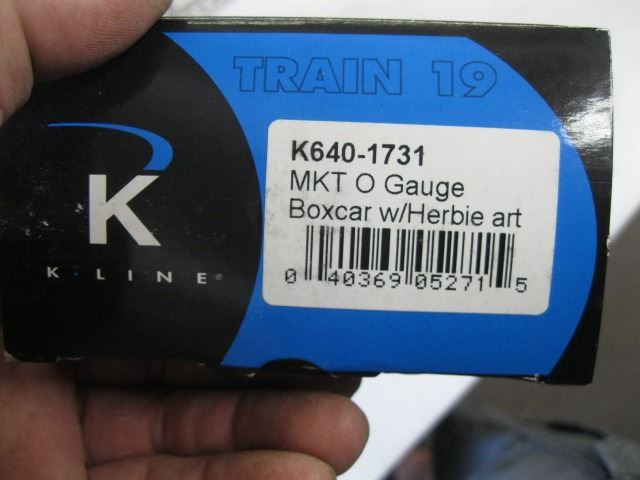 TRAIN 19
K640-1731
MKT O Gauge
Boxcar w/Herbie art
0 40369 05271 5
K
K·LINE®